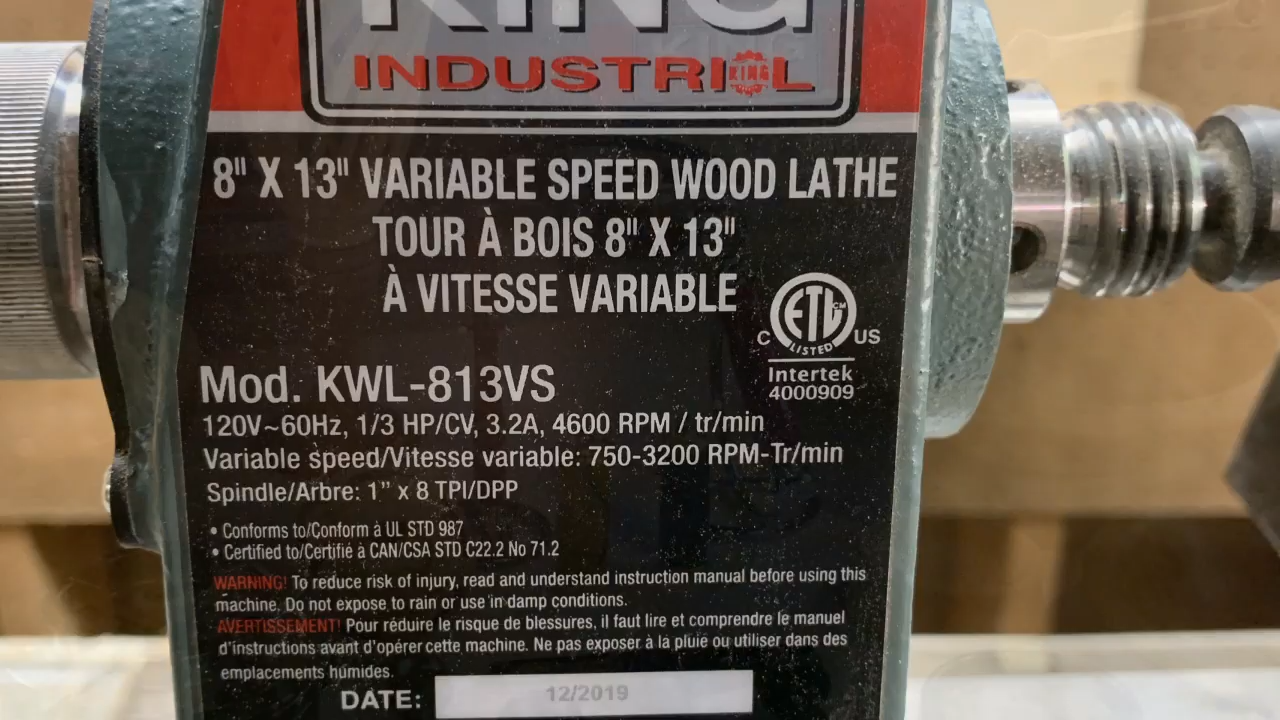 KING
INDUSTRIAL
KING
8" X 13" VARIABLE SPEED WOOD LATHE
TOUR À BOIS 8" X 13"
À VITESSE VARIABLE
ETL CM
C US
LISTED
Intertek
4000909
Mod. KWL-813VS
120V~60Hz, 1/3 HP/CV, 3.2A, 4600 RPM / tr/min
Variable speed/Vitesse variable: 750-3200 RPM-Tr/min
Spindle/Arbre: 1” x 8 TPI/DPP
• Conforms to/Conform à UL STD 987
• Certified to/Certifié à CAN/CSA STD C22.2 No 71.2
WARNING! To reduce risk of injury, read and understand instruction manual before using this
machine. Do not expose to rain or use in damp conditions.
AVERTISSEMENT! Pour réduire le risque de blessures, il faut lire et comprendre le manuel
d'instructions avant d'opérer cette machine. Ne pas exposer à la pluie ou utiliser dans des
emplacements humides.
DATE: 12/2019